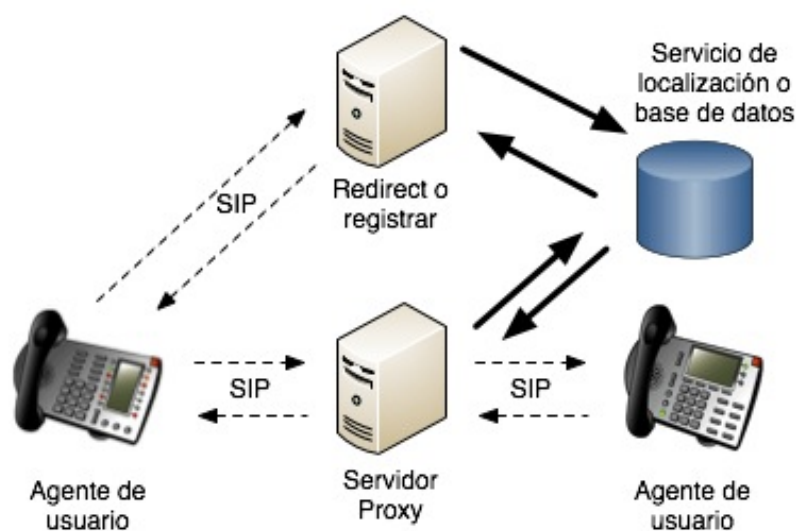 Servicio de
localización o
base de datos
SIP
Redirect o
registrar
SIP
SIP
Agente de
usuario
Servidor
Proxy
Agente de
usuario